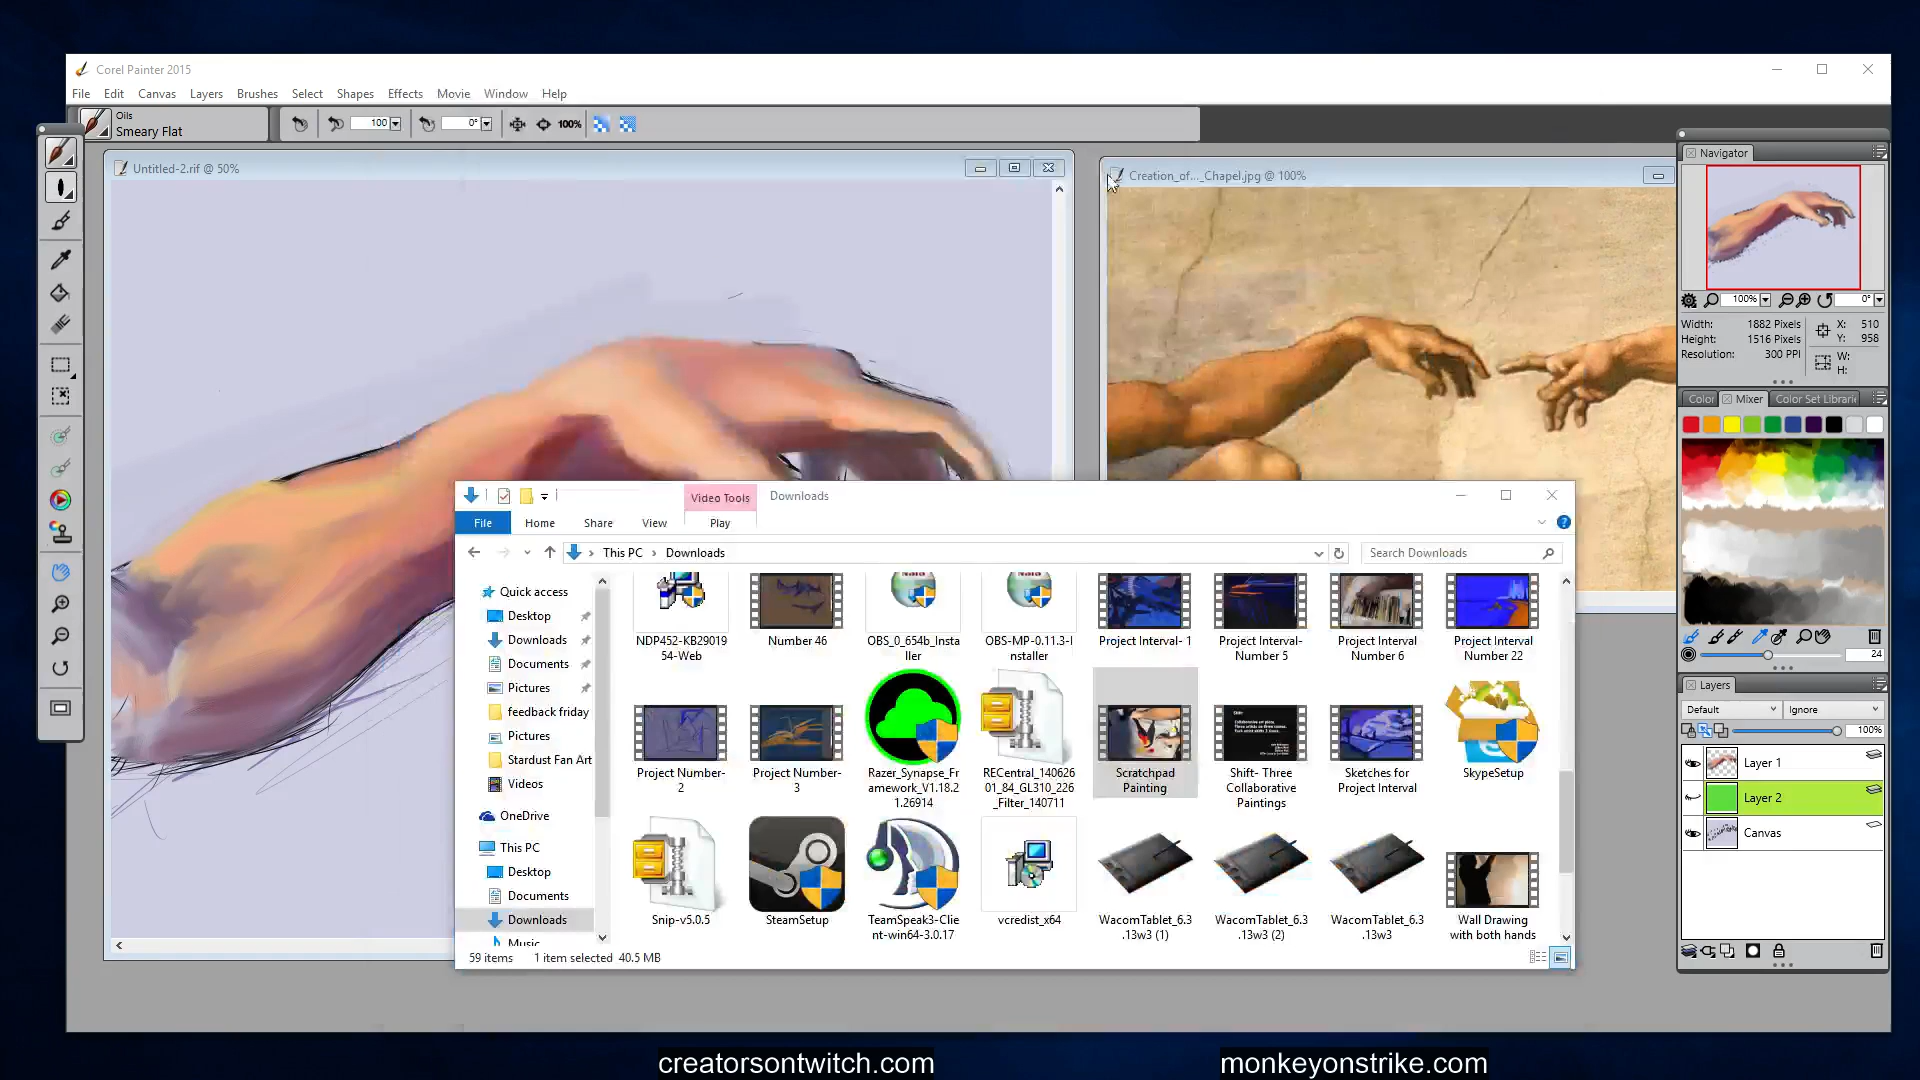 Corel Painter 2015
File Edit Canvas Layers Brushes Select Shapes Effects Movie Window Help
Oils
Smeary Flat
100
0°
100%
Untitled-2.rif @ 50%
Creation_of..._Chapel.jpg @ 100%
Navigator
100%
0°
Width: 1882 Pixels
Height: 1516 Pixels
Resolution: 300 PPI
X: 510
Y: 958
W:
H:
Color Mixer Color Set Librari
24
Layers
Default Ignore
100%
Layer 1
Layer 2
Canvas
Video Tools Downloads
File Home Share View Play
This PC Downloads
Search Downloads
Quick access
Desktop
Downloads
Documents
Pictures
feedback friday
Pictures
Stardust Fan Art
Videos
OneDrive
This PC
Desktop
Documents
Downloads
Music
NDP452-KB29019
54-Web
Number 46
OBS_0_654b_Insta
ller
OBS-MP-0.11.3-I
nstaller
Project Interval- 1
Project Interval-
Number 5
Project Interval
Number 6
Project Interval
Number 22
Project Number-
2
Project Number-
3
Razer_Synapse_Fr
amework_V1.18.2
1.26914
RECentral_140626
01_84_GL310_226
_Filter_140711
Scratchpad
Painting
Shift- Three
Collaborative
Paintings
Sketches for
Project Interval
SkypeSetup
Snip-v5.0.5
SteamSetup
TeamSpeak3-Clie
nt-win64-3.0.17
vcredist_x64
WacomTablet_6.3
.13w3 (1)
WacomTablet_6.3
.13w3 (2)
WacomTablet_6.3
.13w3
Wall Drawing
with both hands
59 items 1 item selected 40.5 MB
creatorsontwitch.com
monkeyonstrike.com